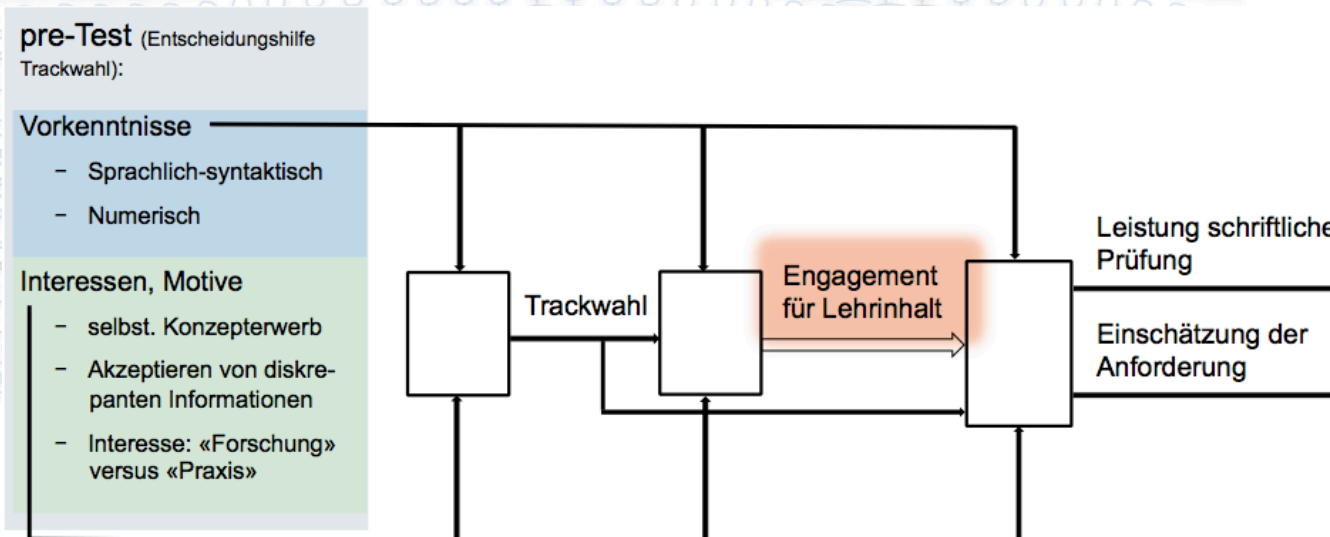 pre-Test (Entscheidungshilfe
Trackwahl):
Vorkenntnisse
- Sprachlich-syntaktisch
- Numerisch
Interessen, Motive
- selbst. Konzepterwerb
- Akzeptieren von diskre-
panten Informationen
- Interesse: «Forschung»
versus «Praxis»
Trackwahl
Engagement
für Lehrinhalt
Leistung schriftliche
Prüfung
Einschätzung der
Anforderung